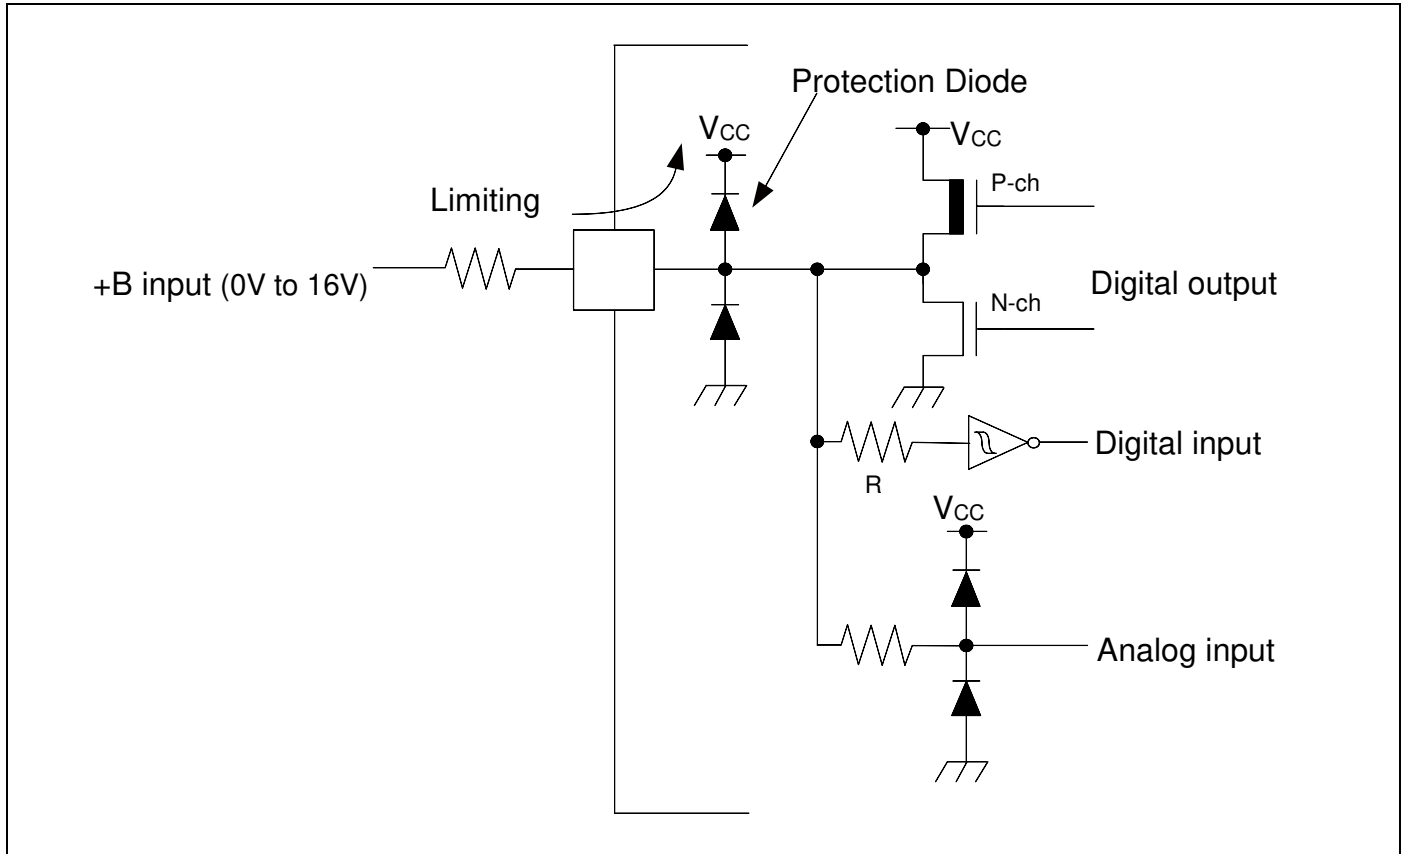 Protection Diode
VCC
VCC
P-ch
Limiting
+B input (0V to 16V)
Digital output
N-ch
Digital input
R
VCC
Analog input